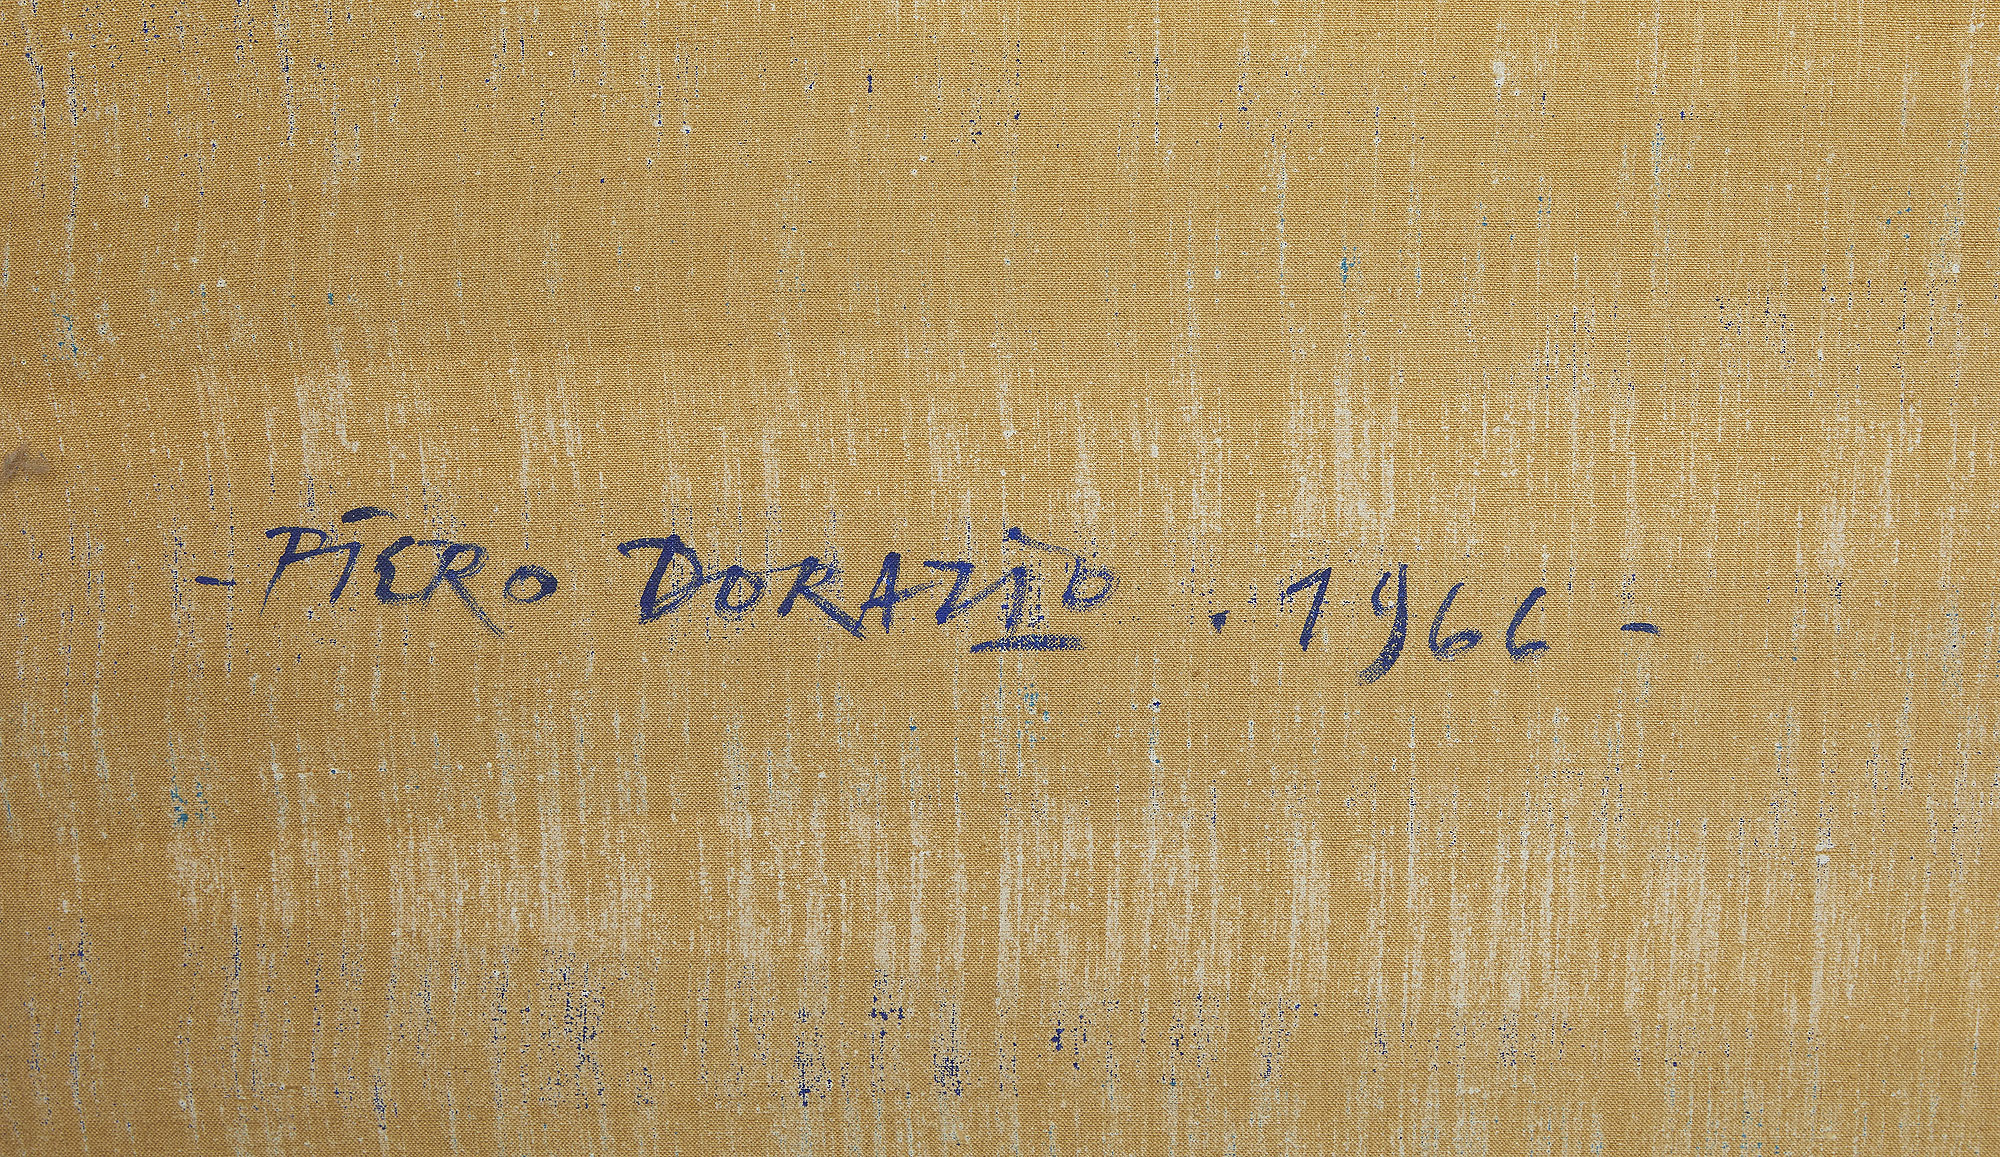 - PIERO DORAZIO . 1966 -